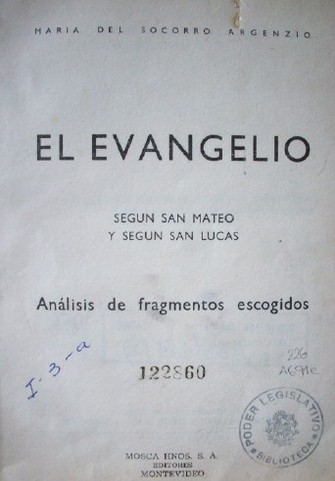 MARIA DEL SOCORRO ARGENZIO
EL EVANGELIO
SEGUN SAN MATEO
Y SEGUN SAN LUCAS
Análisis de fragmentos escogidos
I-3-a
122860
226
PODER LEGISLATIVO
BIBLIOTECA
MOSCA HNOS. S. A.
EDITORES
MONTEVIDEO